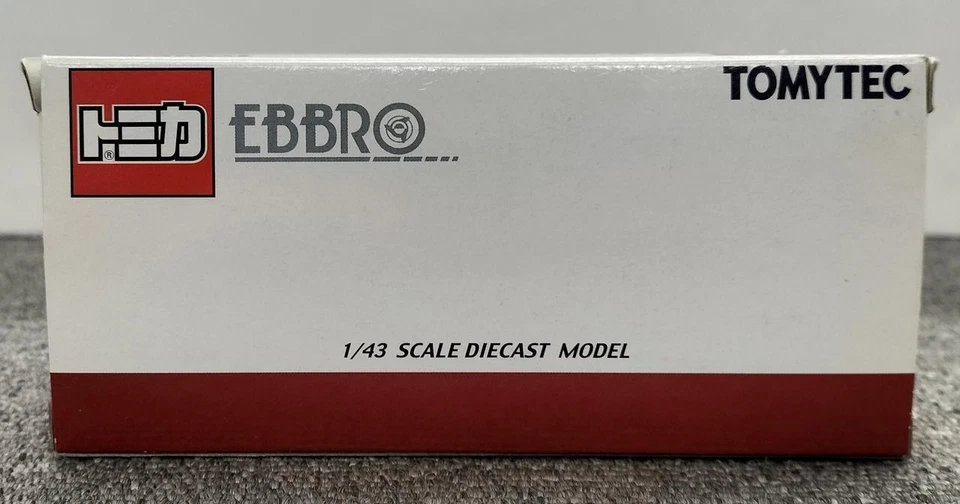 トミカ®
EBBRO
TOMYTEC
1/43 SCALE DIECAST MODEL